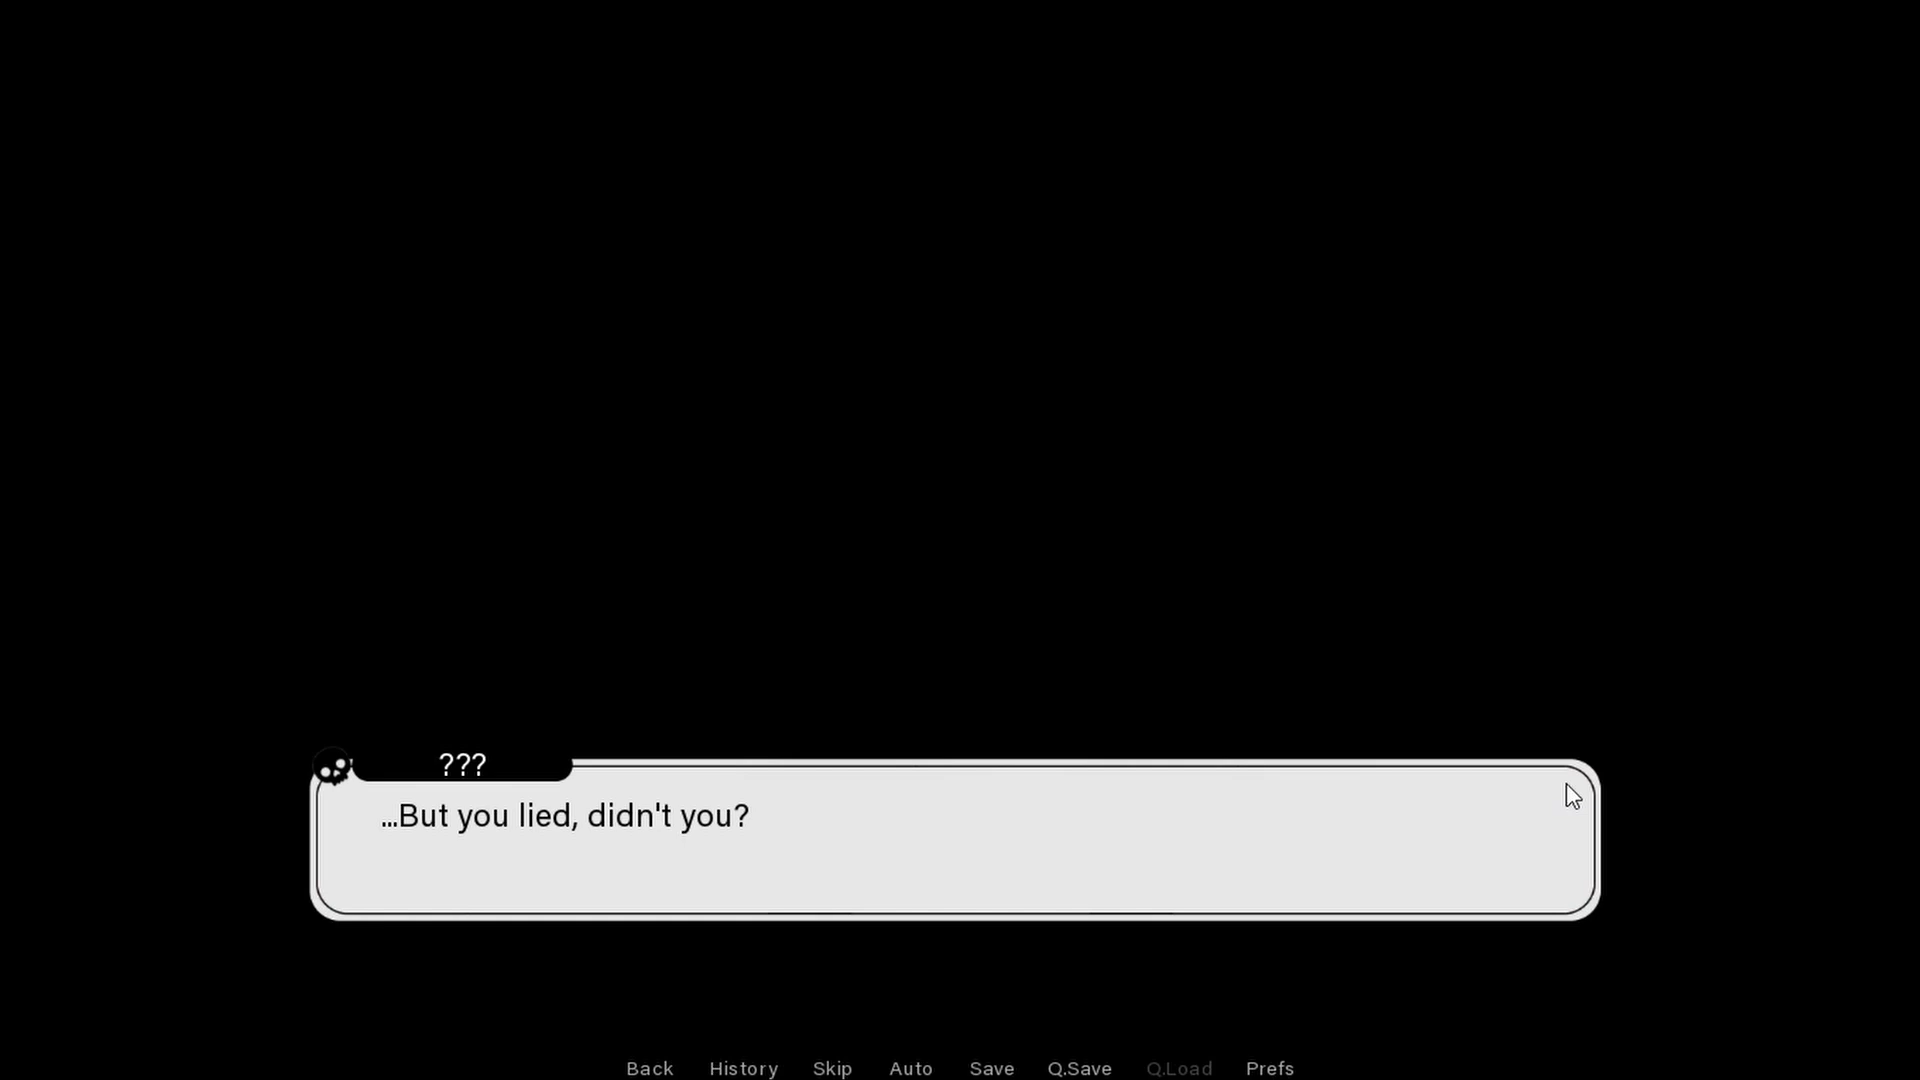 ???
...But you lied, didn't you?
Back History Skip Auto Save Q.Save Q.Load Prefs